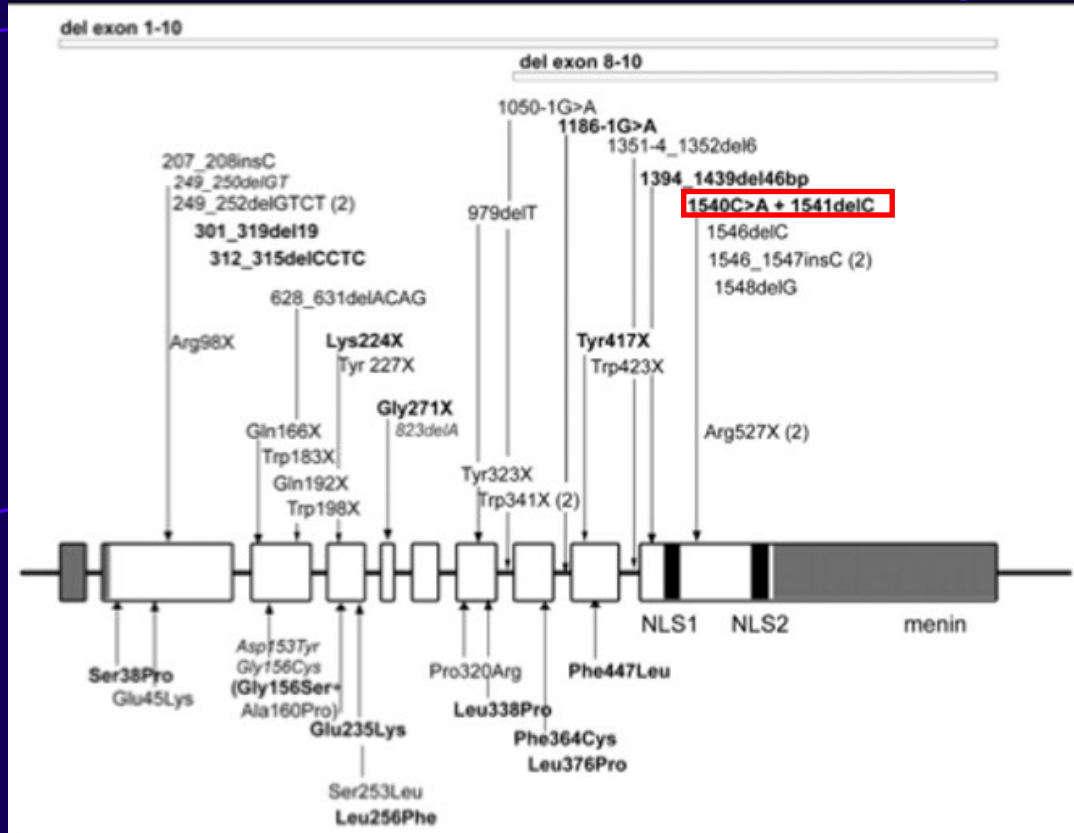 del exon 1-10
del exon 8-10
1050-1G>A
1186-1G>A
1351-4_1352del6
207_208insC
249_250delGT
1394_1439del46bp
249_252delGTCT (2)
979delT
1540C>A + 1541delC
301_319del19
1546delC
312_315delCCTC
1546_1547insC (2)
1548delG
628_631delACAG
Arg98X
Lys224X
Tyr417X
Tyr 227X
Trp423X
Gly271X
823delA
Gln166X
Arg527X (2)
Trp183X
Tyr323X
Gln192X
Trp341X (2)
Trp198X
NLS1
NLS2
menin
Asp153Tyr
Gly156Cys
Ser38Pro
Pro320Arg
Phe447Leu
(Gly156Ser+
Glu45Lys
Ala160Pro)
Leu338Pro
Glu235Lys
Phe364Cys
Leu376Pro
Ser253Leu
Leu256Phe